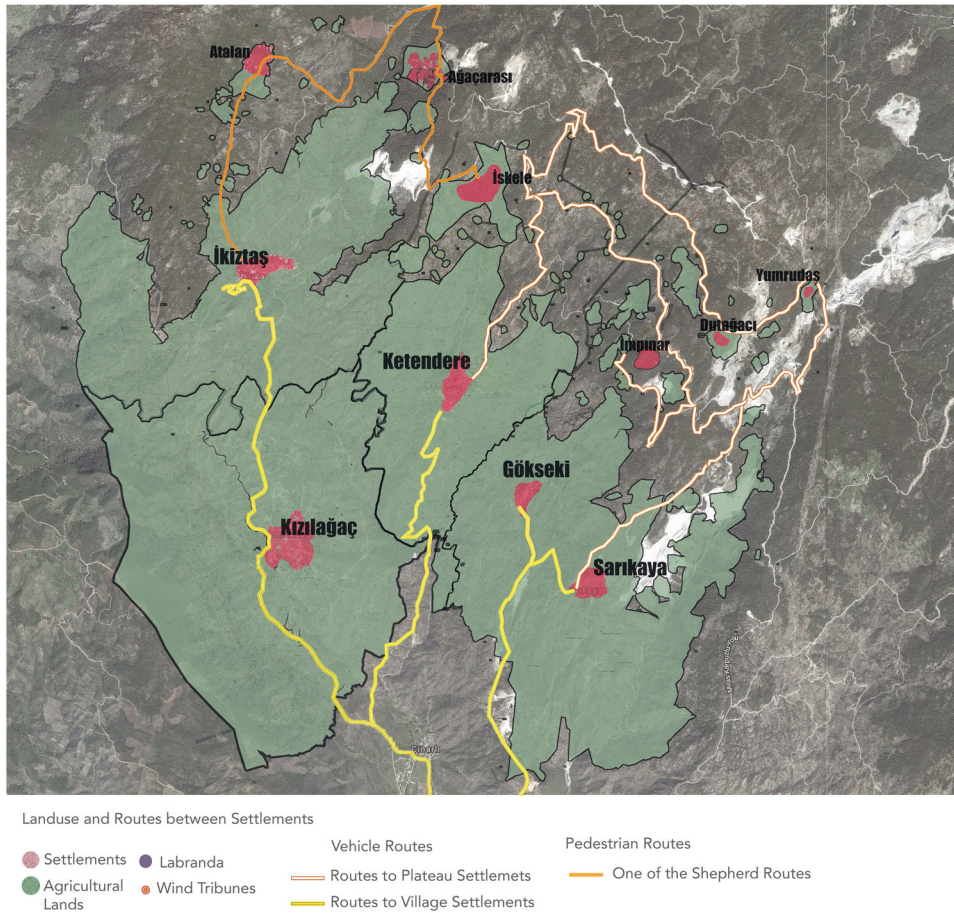 Atalan
Ağaçarası
İskele
İkiztaş
Yumrudaş
Dutağacı
Impınar
Ketendere
Gökseki
Kızılağaç
Sarıkaya
Çınarlı
Landuse and Routes between Settlements
Settlements
Labranda
Agricultural
Lands
Wind Tribunes
Vehicle Routes
Routes to Plateau Settlemets
Routes to Village Settlements
Pedestrian Routes
One of the Shepherd Routes